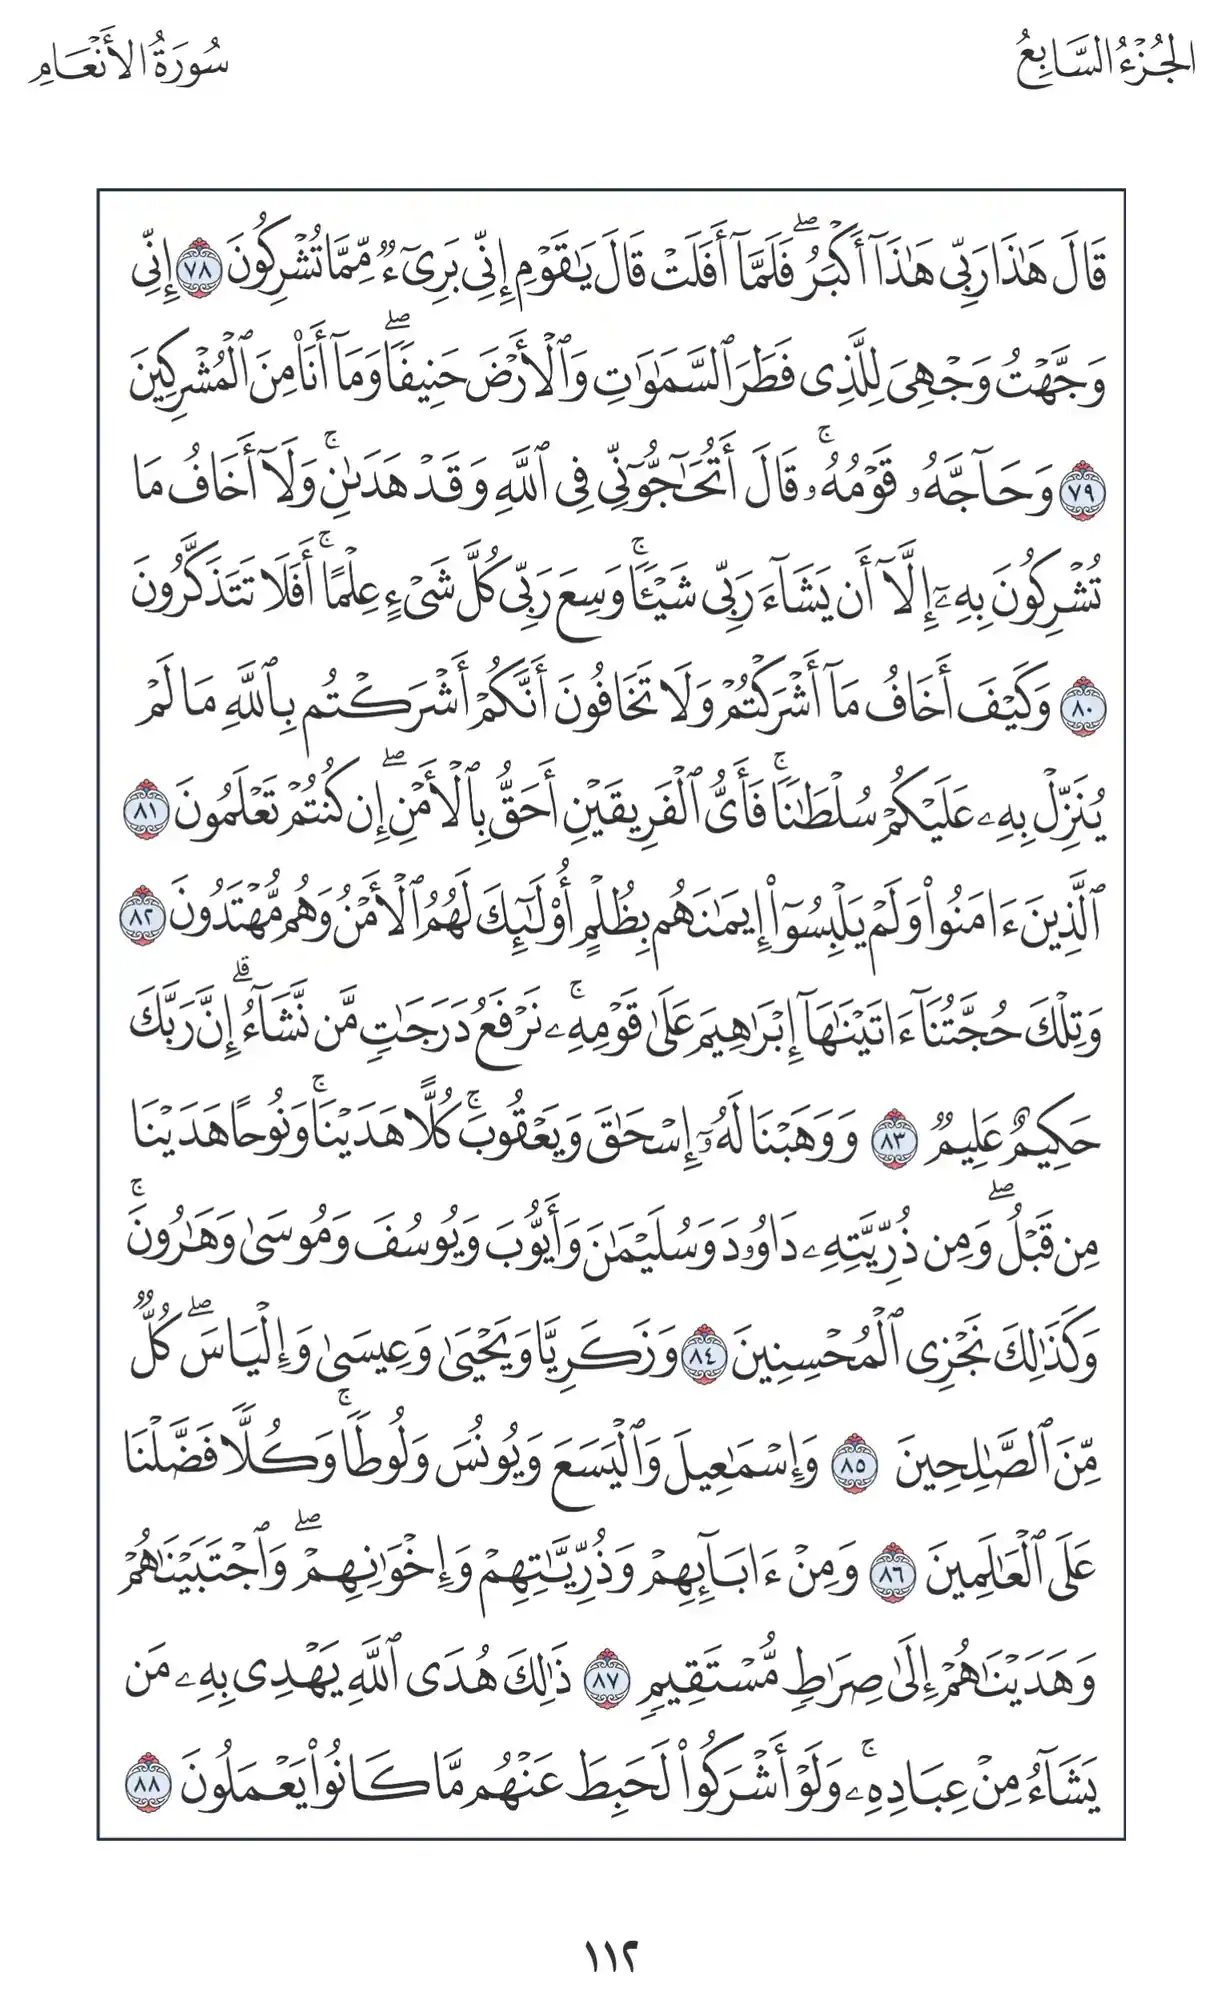 الجُزْءُ السَّابِعُ
سُورَةُ الأَنْعَامِ
قَالَ هَٰذَا رَبِّي هَٰذَآ أَكۡبَرُۖ فَلَمَّآ أَفَلَتۡ قَالَ يَٰقَوۡمِ إِنِّي بَرِيٓءٞ مِّمَّا تُشۡرِكُونَ ٧٨ إِنِّي
وَجَّهۡتُ وَجۡهِيَ لِلَّذِي فَطَرَ ٱلسَّمَٰوَٰتِ وَٱلۡأَرۡضَ حَنِيفٗاۖ وَمَآ أَنَا۠ مِنَ ٱلۡمُشۡرِكِينَ
٧٩ وَحَآجَّهُۥ قَوۡمُهُۥۚ قَالَ أَتُحَٰٓجُّوٓنِّي فِي ٱللَّهِ وَقَدۡ هَدَىٰنِۚ وَلَآ أَخَافُ مَا
تُشۡرِكُونَ بِهِۦٓ إِلَّآ أَن يَشَآءَ رَبِّي شَيۡـٔٗاۚ وَسِعَ رَبِّي كُلَّ شَيۡءٍ عِلۡمًاۚ أَفَلَا تَتَذَكَّرُونَ
٨٠ وَكَيۡفَ أَخَافُ مَآ أَشۡرَكۡتُمۡ وَلَا تَخَافُونَ أَنَّكُمۡ أَشۡرَكۡتُم بِٱللَّهِ مَا لَمۡ
يُنَزِّلۡ بِهِۦ عَلَيۡكُمۡ سُلۡطَٰنٗاۚ فَأَيُّ ٱلۡفَرِيقَيۡنِ أَحَقُّ بِٱلۡأَمۡنِۖ إِن كُنتُمۡ تَعۡلَمُونَ ٨١
ٱلَّذِينَ ءَامَنُواْ وَلَمۡ يَلۡبِسُوٓاْ إِيمَٰنَهُم بِظُلۡمٍ أُوْلَٰٓئِكَ لَهُمُ ٱلۡأَمۡنُ وَهُم مُّهۡتَدُونَ ٨٢
وَتِلۡكَ حُجَّتُنَآ ءَاتَيۡنَٰهَآ إِبۡرَٰهِيمَ عَلَىٰ قَوۡمِهِۦۚ نَرۡفَعُ دَرَجَٰتٖ مَّن نَّشَآءُۗ إِنَّ رَبَّكَ
حَكِيمٌ عَلِيمٞ ٨٣ وَوَهَبۡنَا لَهُۥٓ إِسۡحَٰقَ وَيَعۡقُوبَۚ كُلًّا هَدَيۡنَاۚ وَنُوحًا هَدَيۡنَا
مِن قَبۡلُۖ وَمِن ذُرِّيَّتِهِۦ دَاوُۥدَ وَسُلَيۡمَٰنَ وَأَيُّوبَ وَيُوسُفَ وَمُوسَىٰ وَهَٰرُونَۚ
وَكَذَٰلِكَ نَجۡزِي ٱلۡمُحۡسِنِينَ ٨٤ وَزَكَرِيَّا وَيَحۡيَىٰ وَعِيسَىٰ وَإِلۡيَاسَۖ كُلّٞ
مِّنَ ٱلصَّٰلِحِينَ ٨٥ وَإِسۡمَٰعِيلَ وَٱلۡيَسَعَ وَيُونُسَ وَلُوطٗاۚ وَكُلّٗا فَضَّلۡنَا
عَلَى ٱلۡعَٰلَمِينَ ٨٦ وَمِنۡ ءَابَآئِهِمۡ وَذُرِّيَّٰتِهِمۡ وَإِخۡوَٰنِهِمۡۖ وَٱجۡتَبَيۡنَٰهُمۡ
وَهَدَيۡنَٰهُمۡ إِلَىٰ صِرَٰطٖ مُّسۡتَقِيمٖ ٨٧ ذَٰلِكَ هُدَى ٱللَّهِ يَهۡدِي بِهِۦ مَن
يَشَآءُ مِنۡ عِبَادِهِۦۚ وَلَوۡ أَشۡرَكُواْ لَحَبِطَ عَنۡهُم مَّا كَانُواْ يَعۡمَلُونَ ٨٨
١١٢